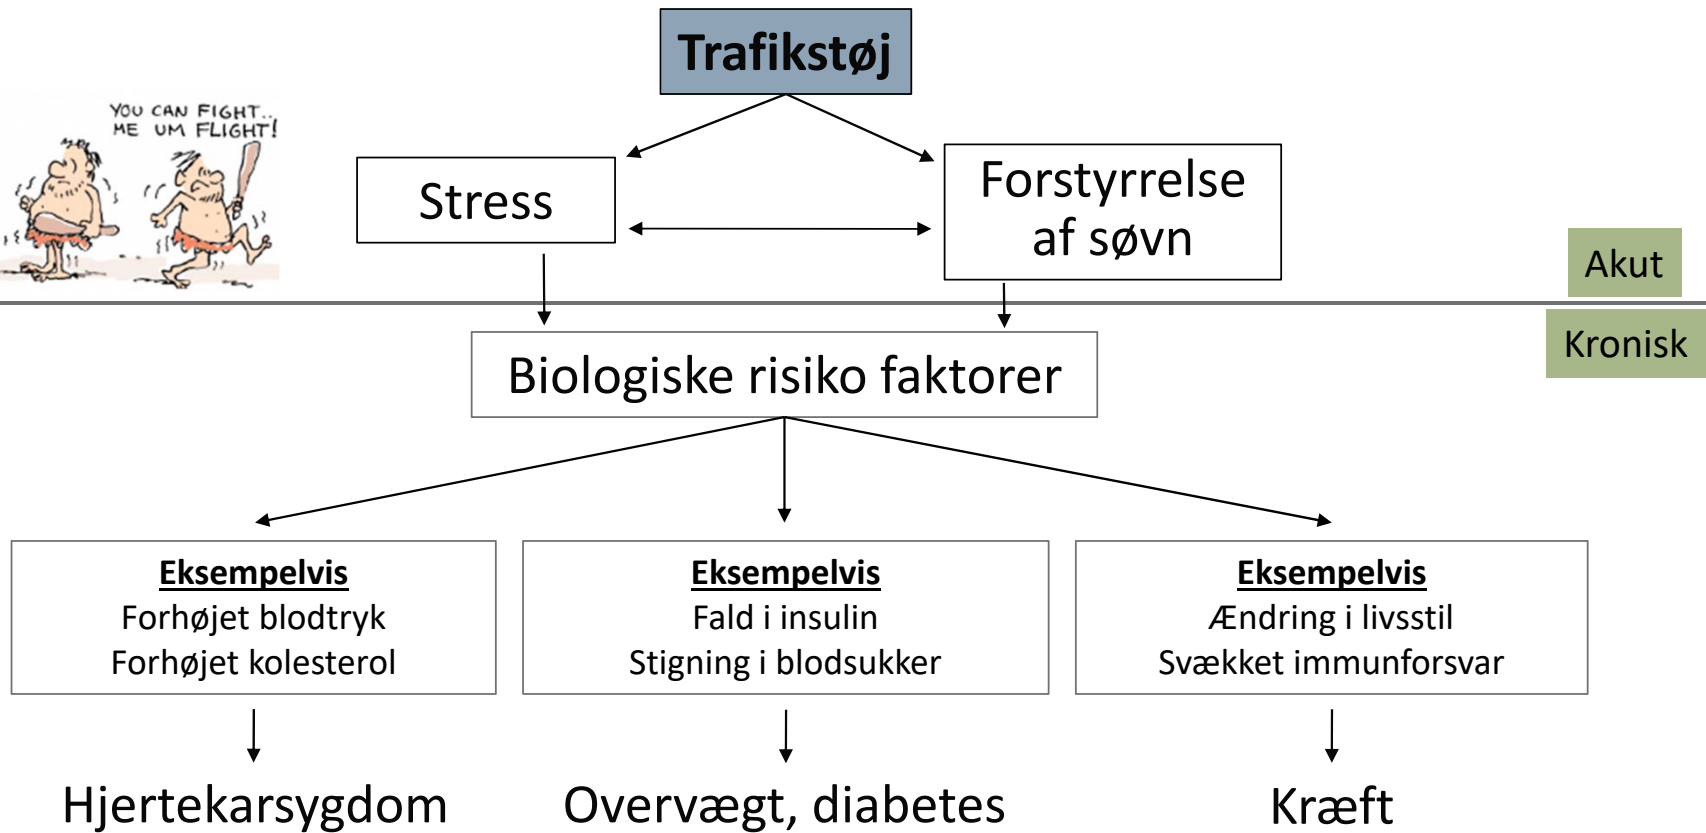 Trafikstøj
YOU CAN FIGHT..
ME UM FLIGHT!
Stress
Forstyrrelse
af søvn
Akut
Kronisk
Biologiske risiko faktorer
Eksempelvis
Forhøjet blodtryk
Forhøjet kolesterol
Eksempelvis
Fald i insulin
Stigning i blodsukker
Eksempelvis
Ændring i livsstil
Svækket immunforsvar
Hjertekarsygdom
Overvægt, diabetes
Kræft